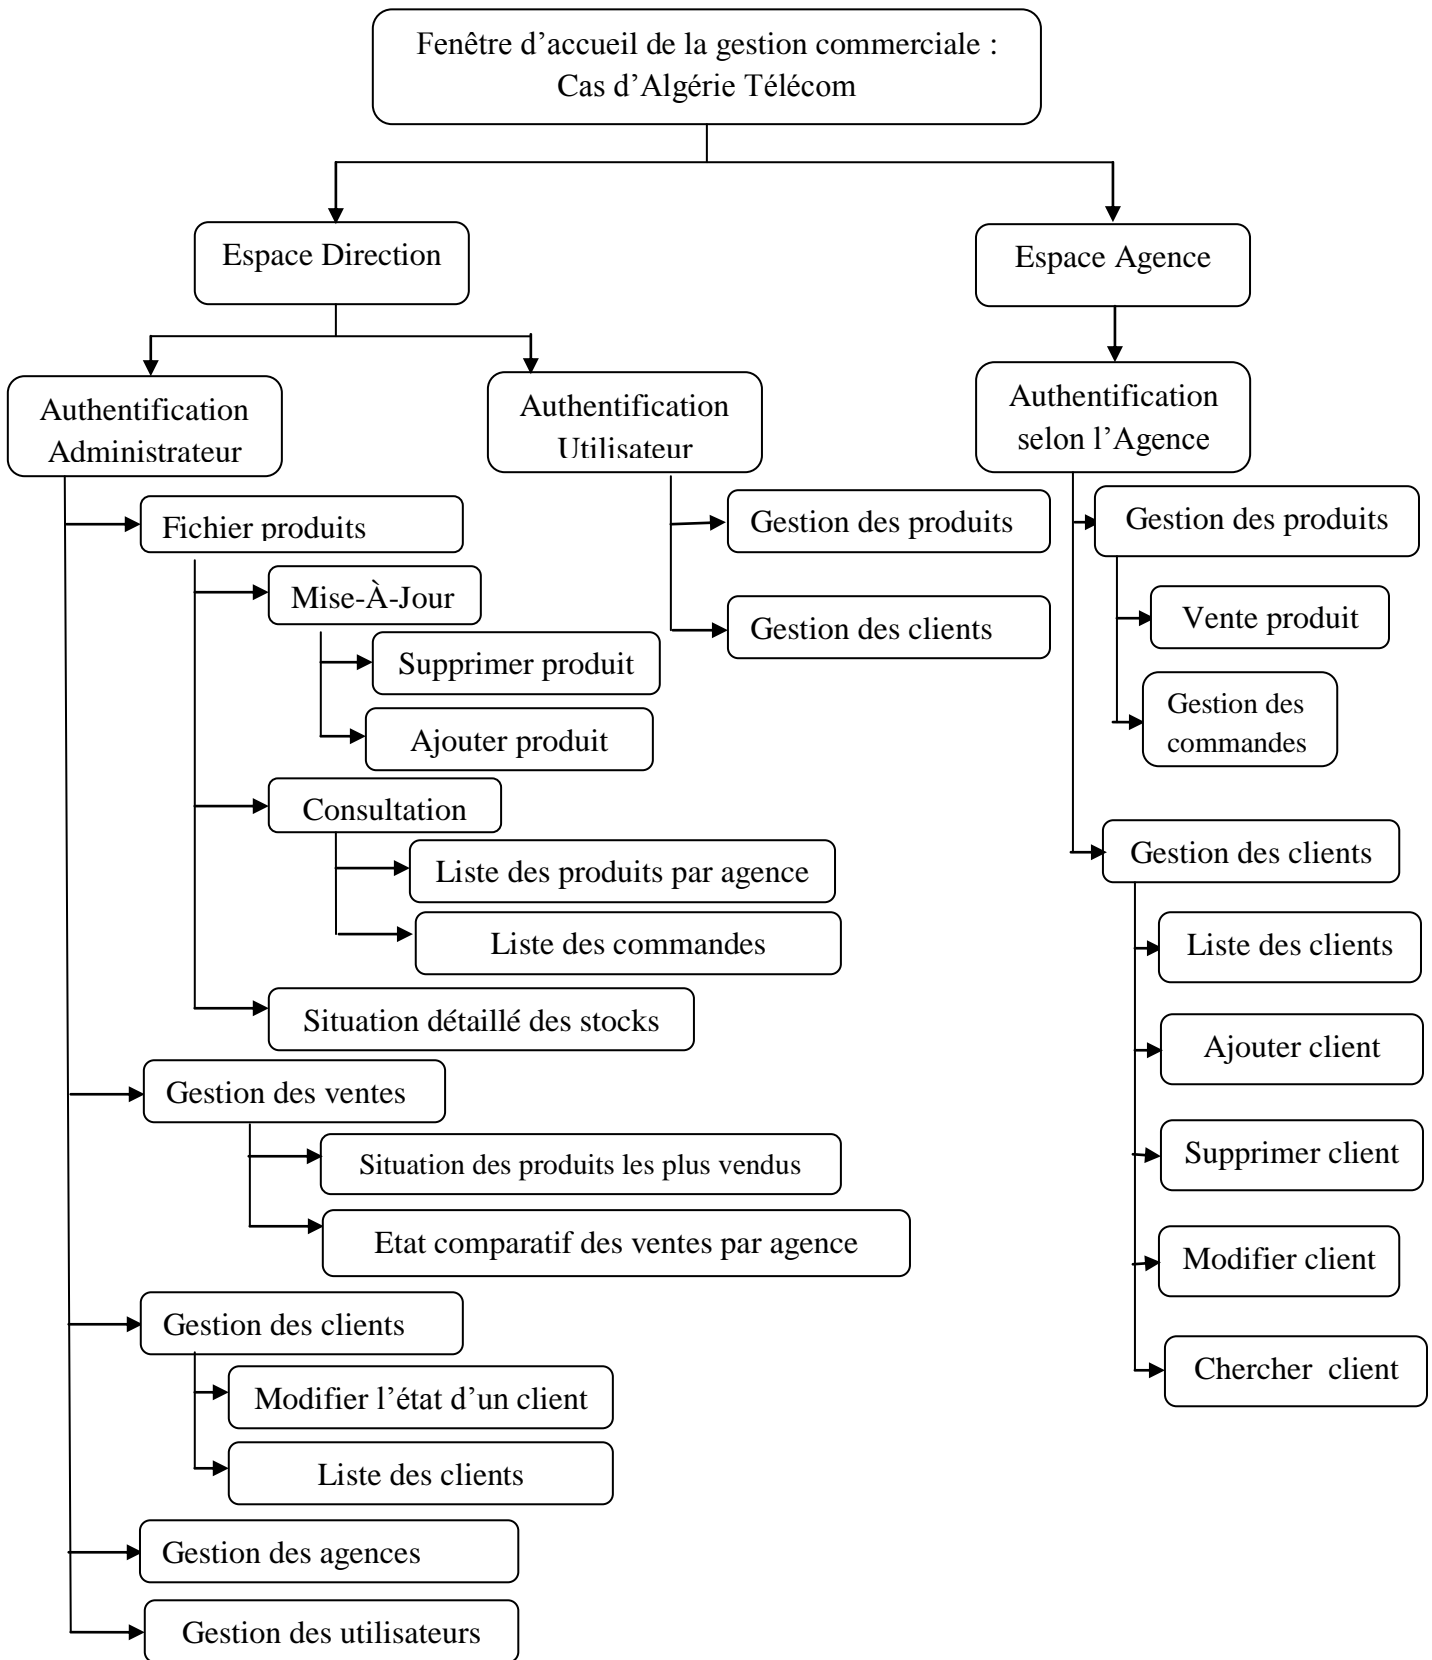 Fenêtre d’accueil de la gestion commerciale :
Cas d’Algérie Télécom
Espace Direction
Espace Agence
Authentification
Administrateur
Authentification
Utilisateur
Authentification
selon l’Agence
Fichier produits
Mise-À-Jour
Supprimer produit
Ajouter produit
Consultation
Liste des produits par agence
Liste des commandes
Situation détaillé des stocks
Gestion des ventes
Situation des produits les plus vendus
Etat comparatif des ventes par agence
Gestion des clients
Modifier l’état d’un client
Liste des clients
Gestion des agences
Gestion des utilisateurs
Gestion des produits
Gestion des clients
Gestion des produits
Vente produit
Gestion des
commandes
Gestion des clients
Liste des clients
Ajouter client
Supprimer client
Modifier client
Chercher  client